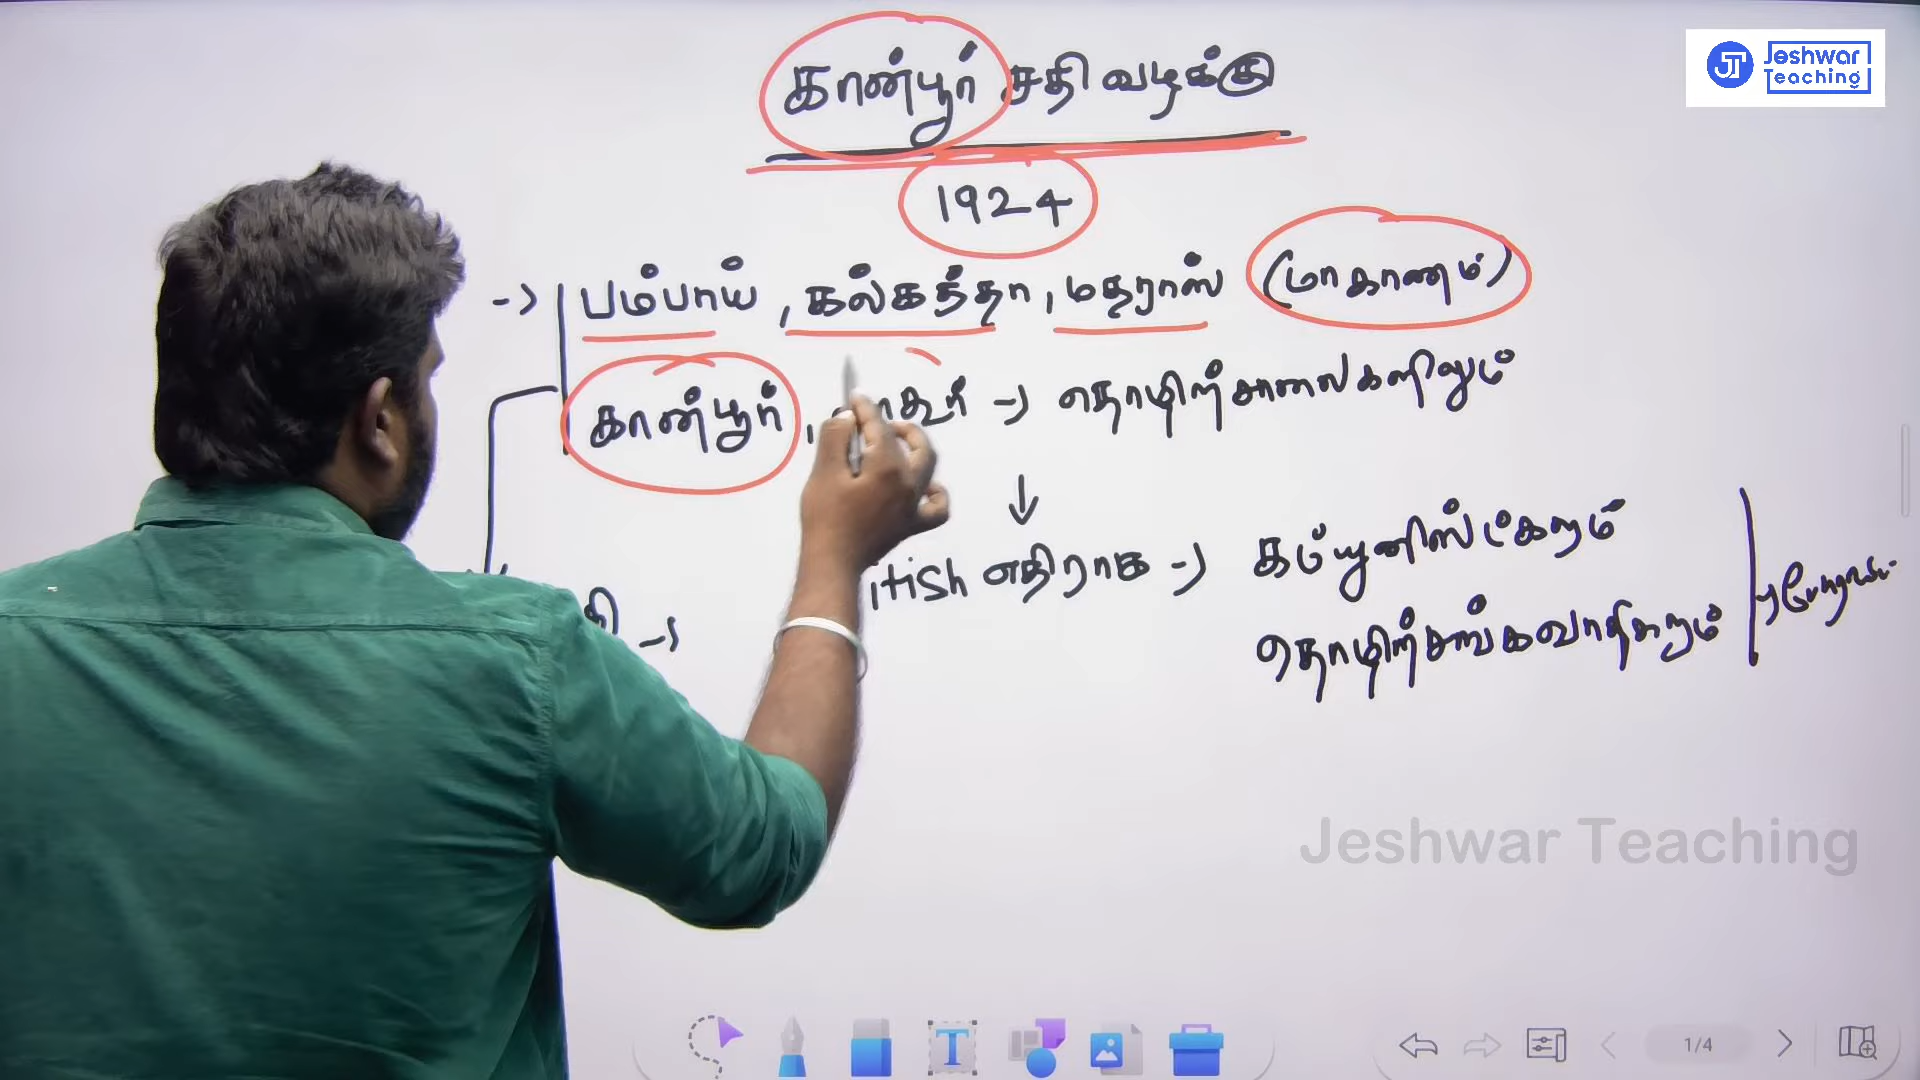 கான்பூர் சதி வழக்கு
Jeshwar
Teaching
1924
-> பம்பாய் , கல்கத்தா , மதராஸ் (மாகாணம்)
கான்பூர் , -> தொழிற்சாலைகளிலும்
↓
itish எதிராக -> கம்யூனிஸ்ட்களும்
தொழிற்சங்கவாதிகளும்
Jeshwar Teaching
1/4